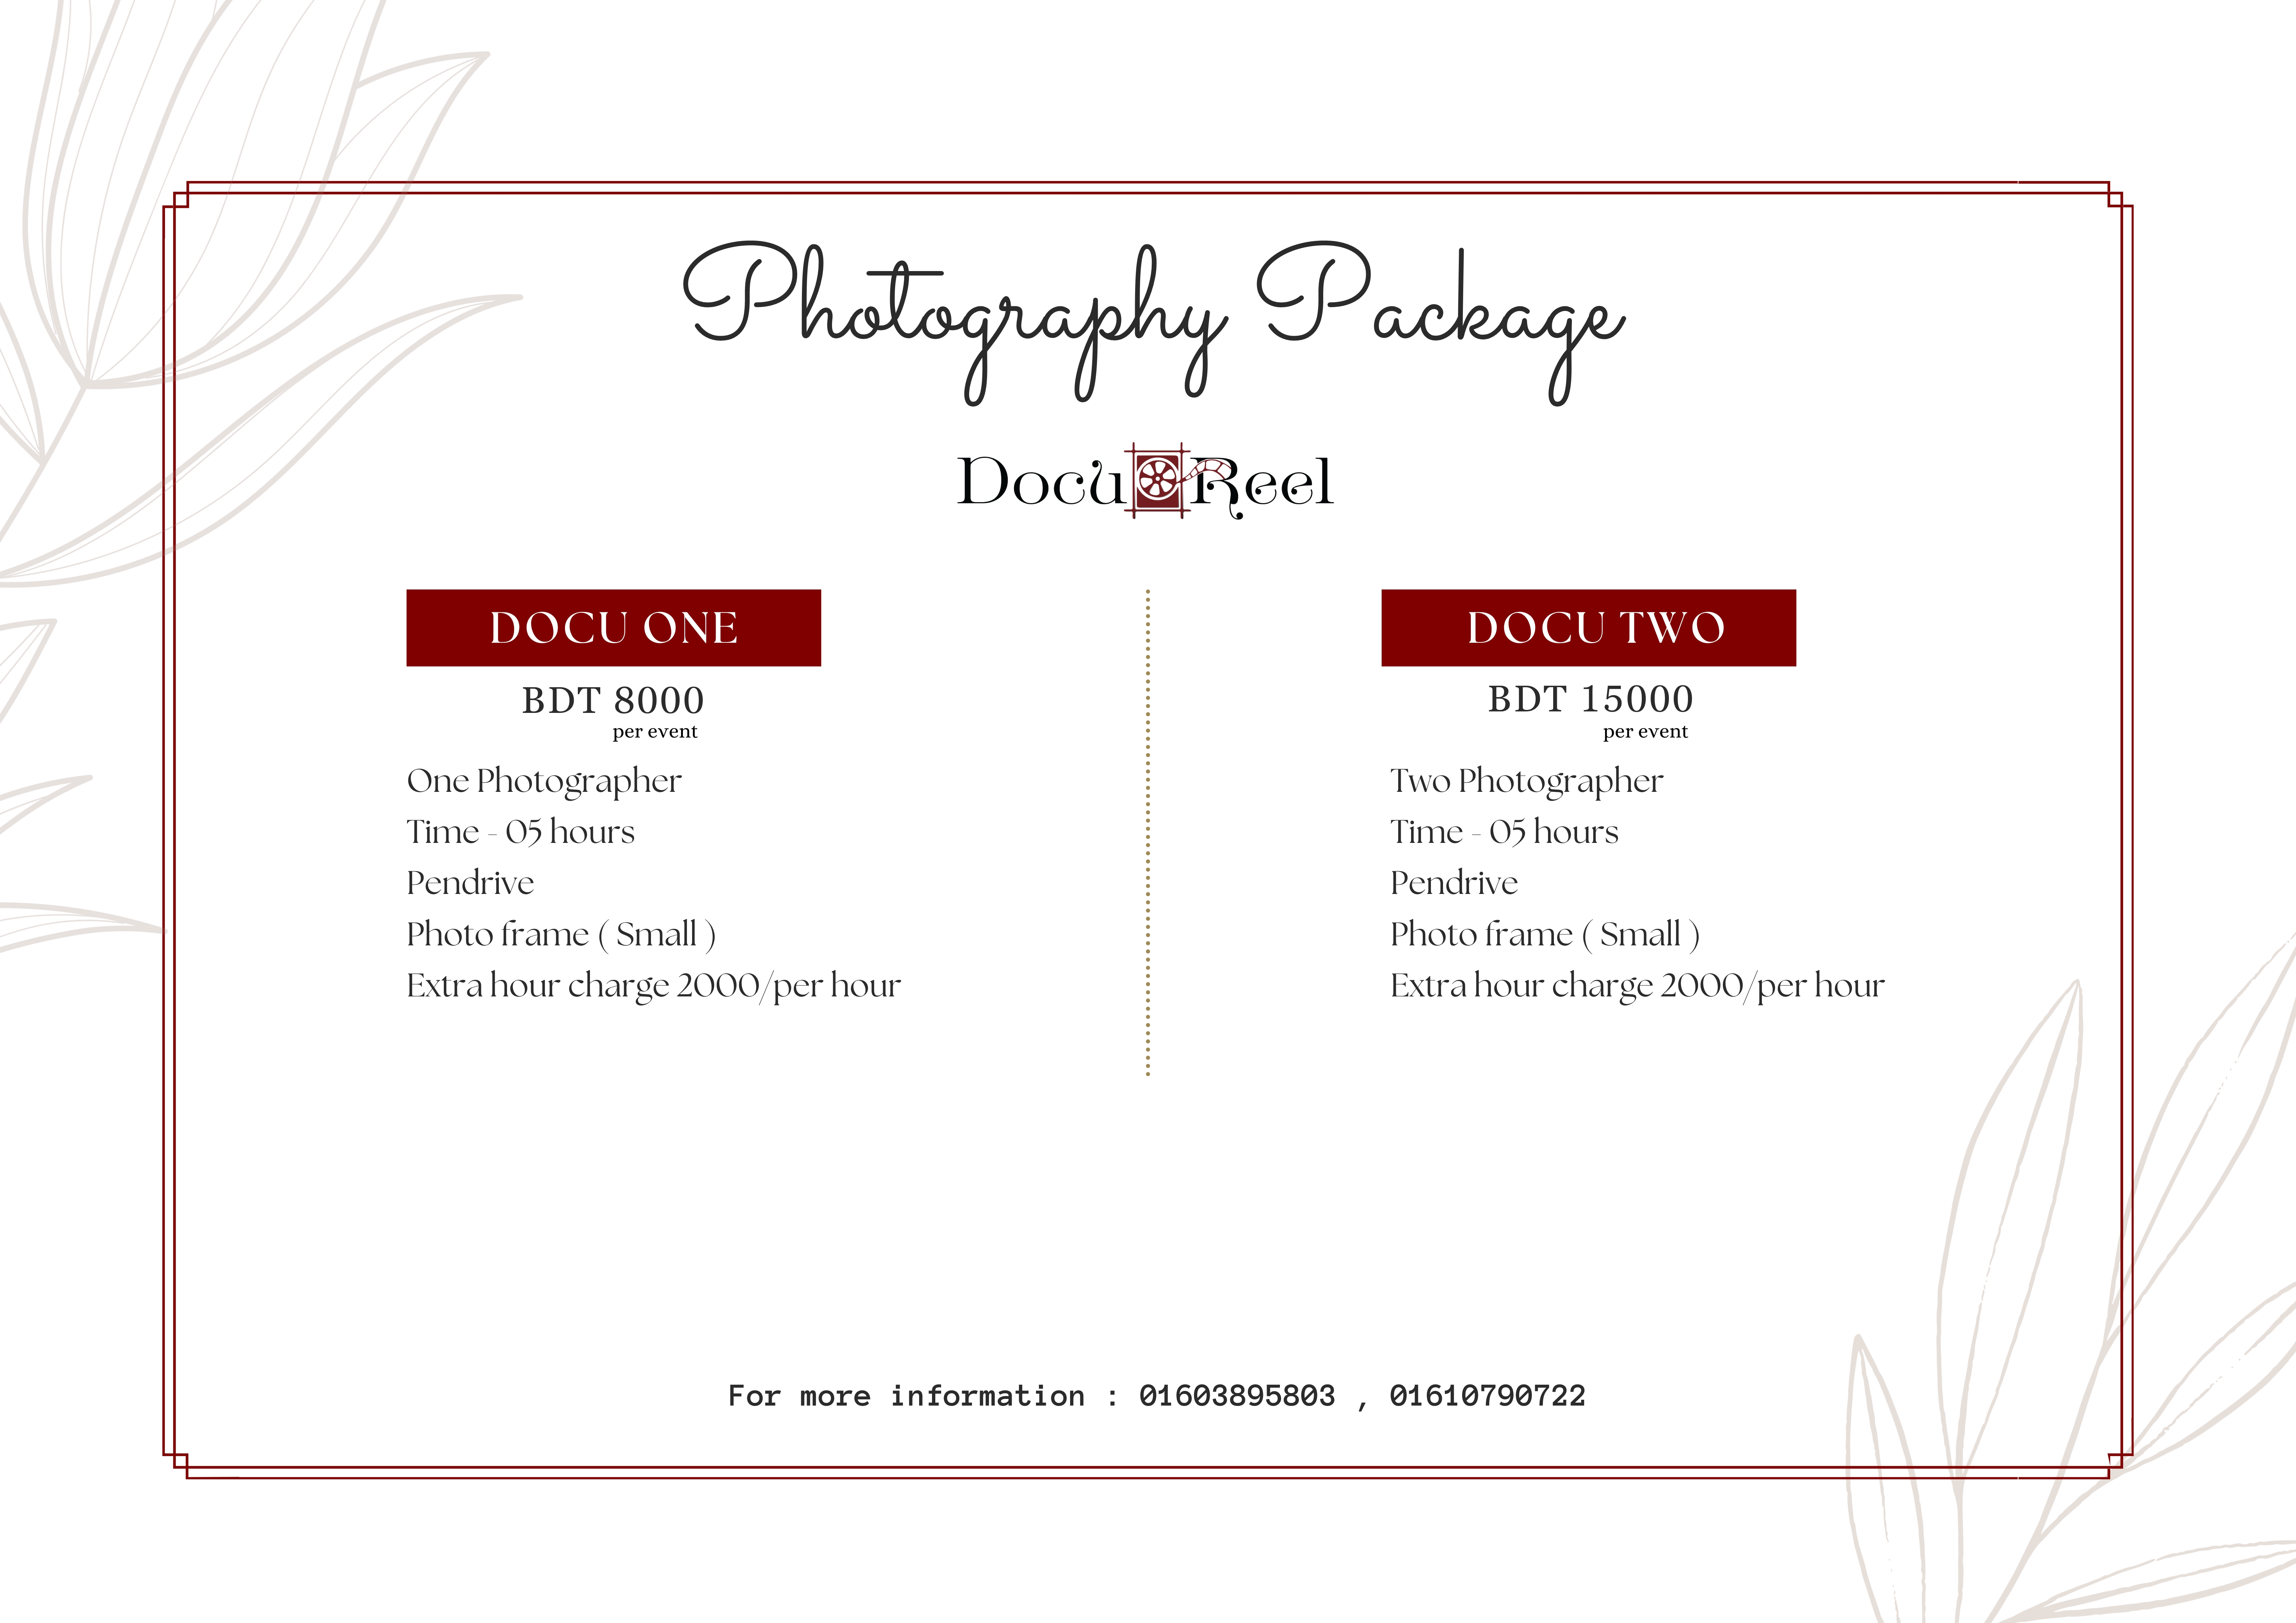 Photography Package
Docu Reel
DOCU ONE
BDT 8000
per event
One Photographer
Time - 05 hours
Pendrive
Photo frame ( Small )
Extra hour charge 2000/per hour
DOCU TWO
BDT 15000
per event
Two Photographer
Time - 05 hours
Pendrive
Photo frame ( Small )
Extra hour charge 2000/per hour
For more information : 01603895803 , 01610790722